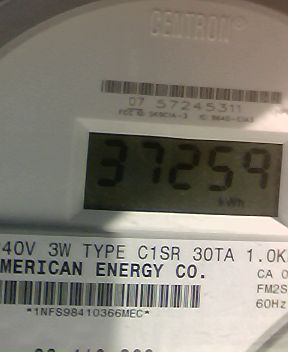 CENTRON®
07 57245311
37259
kWh
40V 3W TYPE C1SR 30TA 1.0K
MERICAN ENERGY CO.
CA 0
FM2S
60Hz
*1NFS98410366MEC*